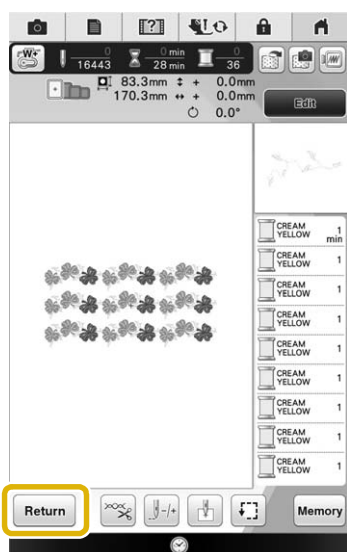 W+
0 0 min 0
16443 28 min 36
83.3mm + 0.0mm
170.3mm + 0.0mm
0.0°
Edit
CREAM YELLOW 1 min
CREAM YELLOW 1
CREAM YELLOW 1
CREAM YELLOW 1
CREAM YELLOW 1
CREAM YELLOW 1
CREAM YELLOW 1
CREAM YELLOW 1
CREAM YELLOW 1
Return
-/+
Memory